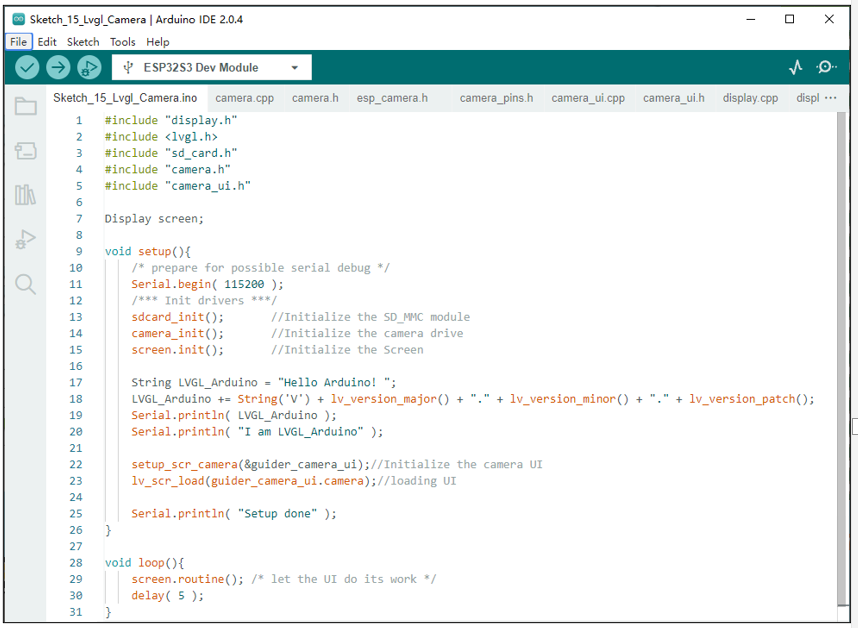 Sketch_15_Lvgl_Camera | Arduino IDE 2.0.4
File Edit Sketch Tools Help
ESP32S3 Dev Module
Sketch_15_Lvgl_Camera.ino camera.cpp camera.h esp_camera.h camera_pins.h camera_ui.cpp camera_ui.h display.cpp displ ...
1 #include "display.h"
2 #include <lvgl.h>
3 #include "sd_card.h"
4 #include "camera.h"
5 #include "camera_ui.h"
6
7 Display screen;
8
9 void setup(){
10 /* prepare for possible serial debug */
11 Serial.begin( 115200 );
12 /*** Init drivers ***/
13 sdcard_init(); //Initialize the SD_MMC module
14 camera_init(); //Initialize the camera drive
15 screen.init(); //Initialize the Screen
16
17 String LVGL_Arduino = "Hello Arduino! ";
18 LVGL_Arduino += String('V') + lv_version_major() + "." + lv_version_minor() + "." + lv_version_patch();
19 Serial.println( LVGL_Arduino );
20 Serial.println( "I am LVGL_Arduino" );
21
22 setup_scr_camera(&guider_camera_ui);//Initialize the camera UI
23 lv_scr_load(guider_camera_ui.camera);//loading UI
24
25 Serial.println( "Setup done" );
26 }
27
28 void loop(){
29 screen.routine(); /* let the UI do its work */
30 delay( 5 );
31 }